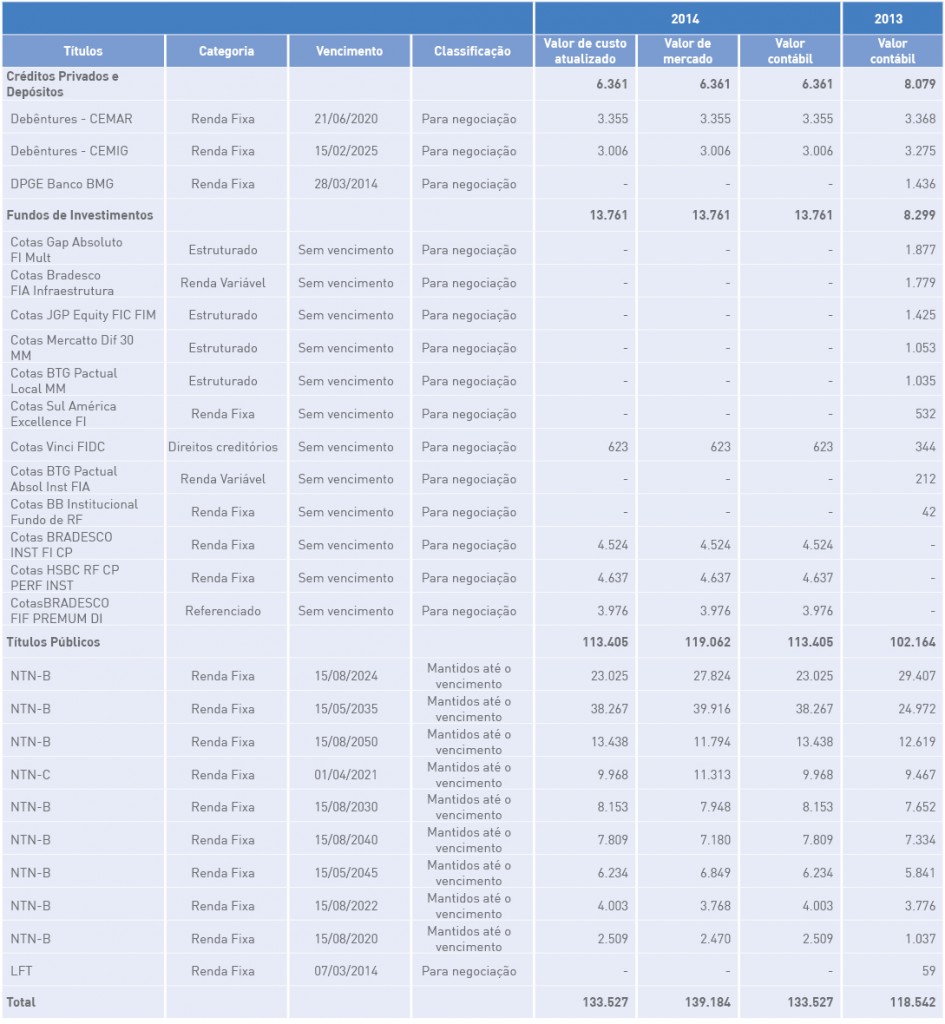 2014 2013
Títulos Categoria Vencimento Classificação Valor de custo atualizado Valor de mercado Valor contábil Valor contábil
Créditos Privados e Depósitos 6.361 6.361 6.361 8.079
Debêntures - CEMAR Renda Fixa 21/06/2020 Para negociação 3.355 3.355 3.355 3.368
Debêntures - CEMIG Renda Fixa 15/02/2025 Para negociação 3.006 3.006 3.006 3.275
DPGE Banco BMG Renda Fixa 28/03/2014 Para negociação - - - 1.436
Fundos de Investimentos 13.761 13.761 13.761 8.299
Cotas Gap Absoluto FI Mult Estruturado Sem vencimento Para negociação - - - 1.877
Cotas Bradesco FIA Infraestrutura Renda Variável Sem vencimento Para negociação - - - 1.779
Cotas JGP Equity FIC FIM Estruturado Sem vencimento Para negociação - - - 1.425
Cotas Mercatto Dif 30 MM Estruturado Sem vencimento Para negociação - - - 1.053
Cotas BTG Pactual Local MM Estruturado Sem vencimento Para negociação - - - 1.035
Cotas Sul América Excellence FI Renda Fixa Sem vencimento Para negociação - - - 532
Cotas Vinci FIDC Direitos creditórios Sem vencimento Para negociação 623 623 623 344
Cotas BTG Pactual Absol Inst FIA Renda Variável Sem vencimento Para negociação - - - 212
Cotas BB Institucional Fundo de RF Renda Fixa Sem vencimento Para negociação - - - 42
Cotas BRADESCO INST FI CP Renda Fixa Sem vencimento Para negociação 4.524 4.524 4.524 -
Cotas HSBC RF CP PERF INST Renda Fixa Sem vencimento Para negociação 4.637 4.637 4.637 -
CotasBRADESCO FIF PREMUM DI Referenciado Sem vencimento Para negociação 3.976 3.976 3.976 -
Títulos Públicos 113.405 119.062 113.405 102.164
NTN-B Renda Fixa 15/08/2024 Mantidos até o vencimento 23.025 27.824 23.025 29.407
NTN-B Renda Fixa 15/05/2035 Mantidos até o vencimento 38.267 39.916 38.267 24.972
NTN-B Renda Fixa 15/08/2050 Mantidos até o vencimento 13.438 11.794 13.438 12.619
NTN-C Renda Fixa 01/04/2021 Mantidos até o vencimento 9.968 11.313 9.968 9.467
NTN-B Renda Fixa 15/08/2030 Mantidos até o vencimento 8.153 7.948 8.153 7.652
NTN-B Renda Fixa 15/08/2040 Mantidos até o vencimento 7.809 7.180 7.809 7.334
NTN-B Renda Fixa 15/05/2045 Mantidos até o vencimento 6.234 6.849 6.234 5.841
NTN-B Renda Fixa 15/08/2022 Mantidos até o vencimento 4.003 3.768 4.003 3.776
NTN-B Renda Fixa 15/08/2020 Mantidos até o vencimento 2.509 2.470 2.509 1.037
LFT Renda Fixa 07/03/2014 Para negociação - - - 59
Total 133.527 139.184 133.527 118.542